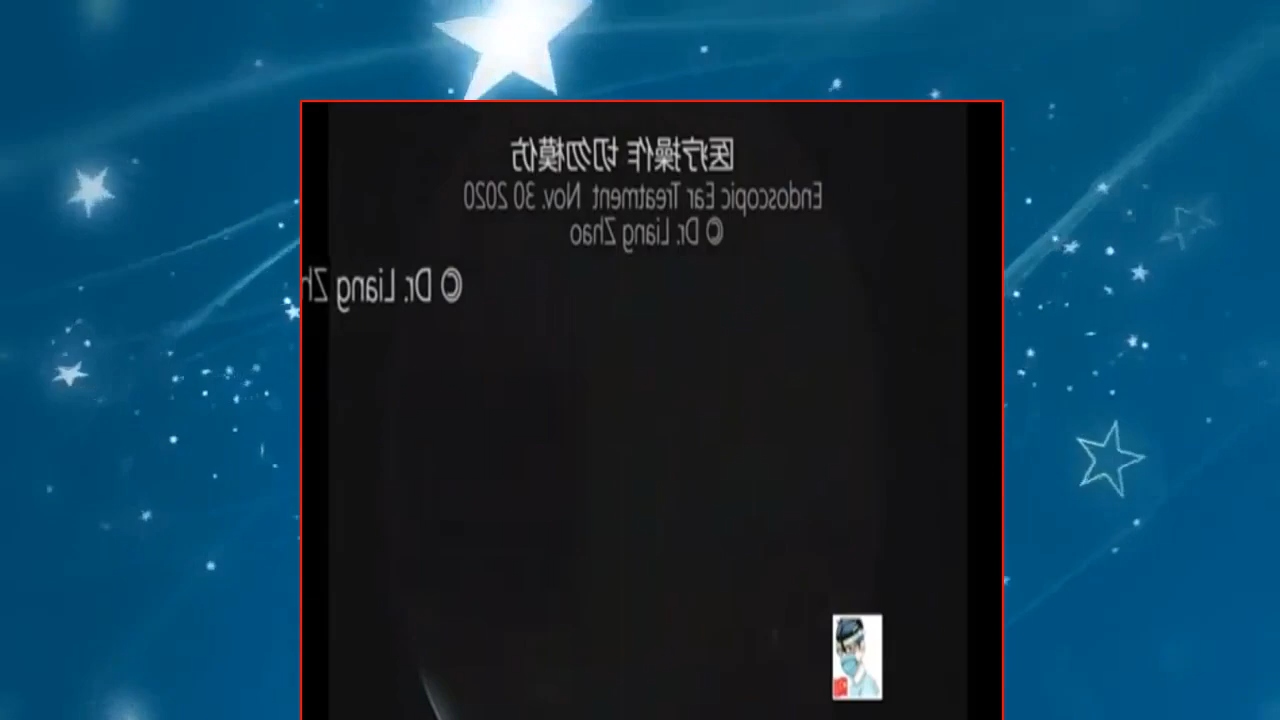 医疗操作 切勿模仿
Endoscopic Ear Treatment Nov. 30 2020
© Dr. Liang Zhao
© Dr. Liang Zh